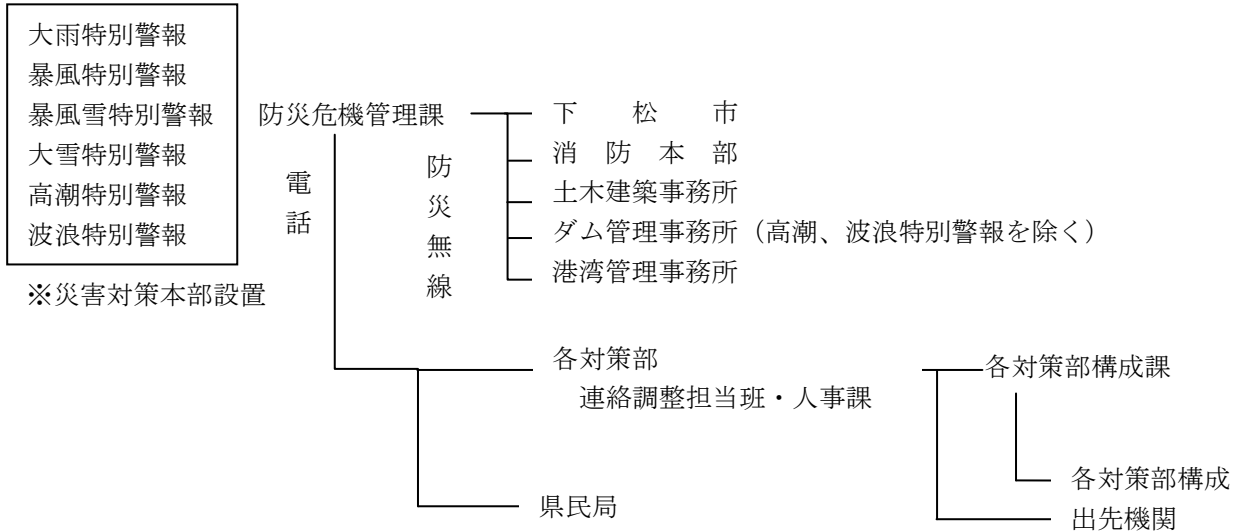 大雨特別警報
暴風特別警報
暴風雪特別警報
大雪特別警報
高潮特別警報
波浪特別警報
※災害対策本部設置
防災危機管理課
電話
防災無線
下松市
消防本部
土木建築事務所
ダム管理事務所（高潮、波浪特別警報を除く）
港湾管理事務所
各対策部
連絡調整担当班・人事課
県民局
各対策部構成課
各対策部構成
出先機関